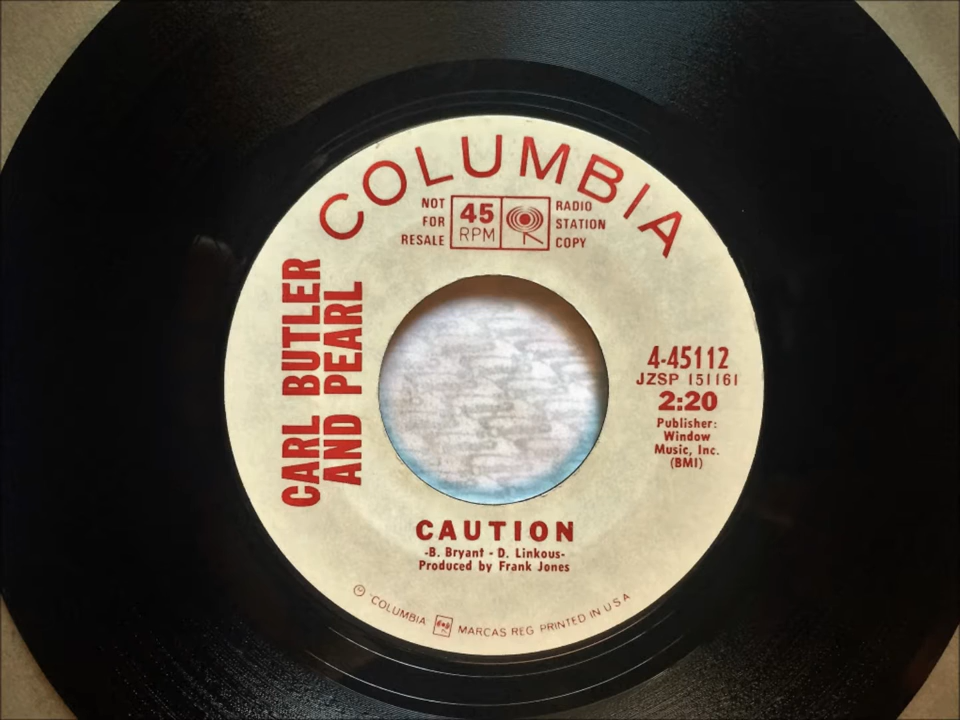 COLUMBIA
NOT
FOR
RESALE
45
RPM
RADIO
STATION
COPY
CARL BUTLER
AND PEARL
4-45112
JZSP 151161
2:20
Publisher:
Window
Music, Inc.
(BMI)
CAUTION
-B. Bryant - D. Linkous-
Produced by Frank Jones
"COLUMBIA" MARCAS REG PRINTED IN U S A